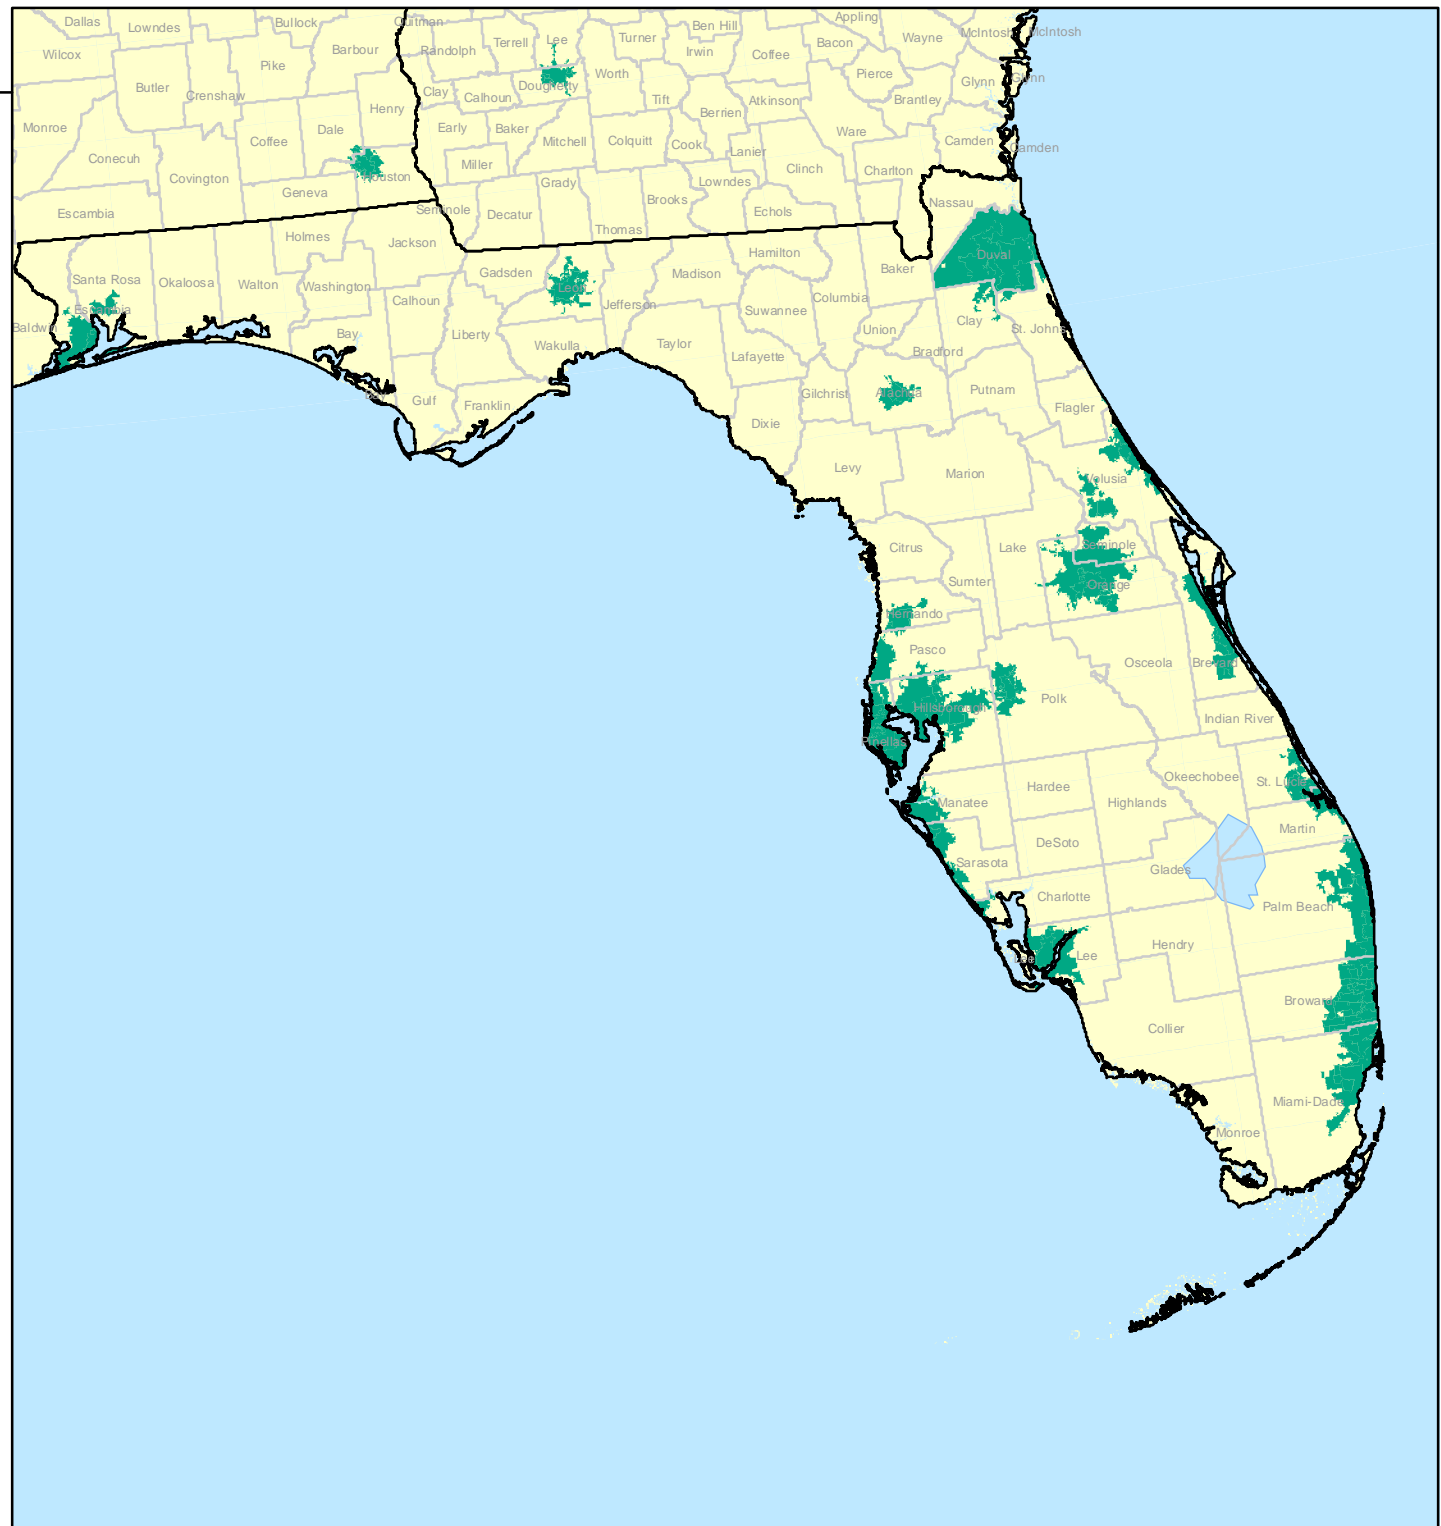 Dallas
Lowndes
Bullock
Quitman
Appling
Wilcox
Barbour
Randolph
Terrell
Lee
Turner
Ben Hill
Irwin
Coffee
Bacon
Wayne
McIntosh
McIntosh
Pike
Butler
Crenshaw
Henry
Clay
Calhoun
Dougherty
Worth
Tift
Atkinson
Pierce
Brantley
Glynn
Glynn
Monroe
Conecuh
Coffee
Dale
Early
Baker
Mitchell
Colquitt
Berrien
Cook
Lanier
Ware
Camden
Camden
Covington
Geneva
Houston
Miller
Grady
Lowndes
Clinch
Charlton
Escambia
Seminole
Decatur
Thomas
Brooks
Echols
Nassau
Holmes
Jackson
Hamilton
Duval
Santa Rosa
Okaloosa
Walton
Washington
Gadsden
Leon
Madison
Baker
Escambia
Calhoun
Jefferson
Suwannee
Columbia
Baldwin
Bay
Liberty
Wakulla
Taylor
Lafayette
Union
Bradford
Clay
St. Johns
Bay
Gulf
Franklin
Dixie
Gilchrist
Alachua
Putnam
Flagler
Levy
Marion
Volusia
Citrus
Lake
Seminole
Sumter
Orange
Hernando
Pasco
Osceola
Brevard
Hillsborough
Polk
Indian River
Pinellas
Manatee
Hardee
Highlands
Okeechobee
St. Lucie
DeSoto
Martin
Sarasota
Glades
Charlotte
Palm Beach
Lee
Lee
Hendry
Broward
Collier
Miami-Dade
Monroe